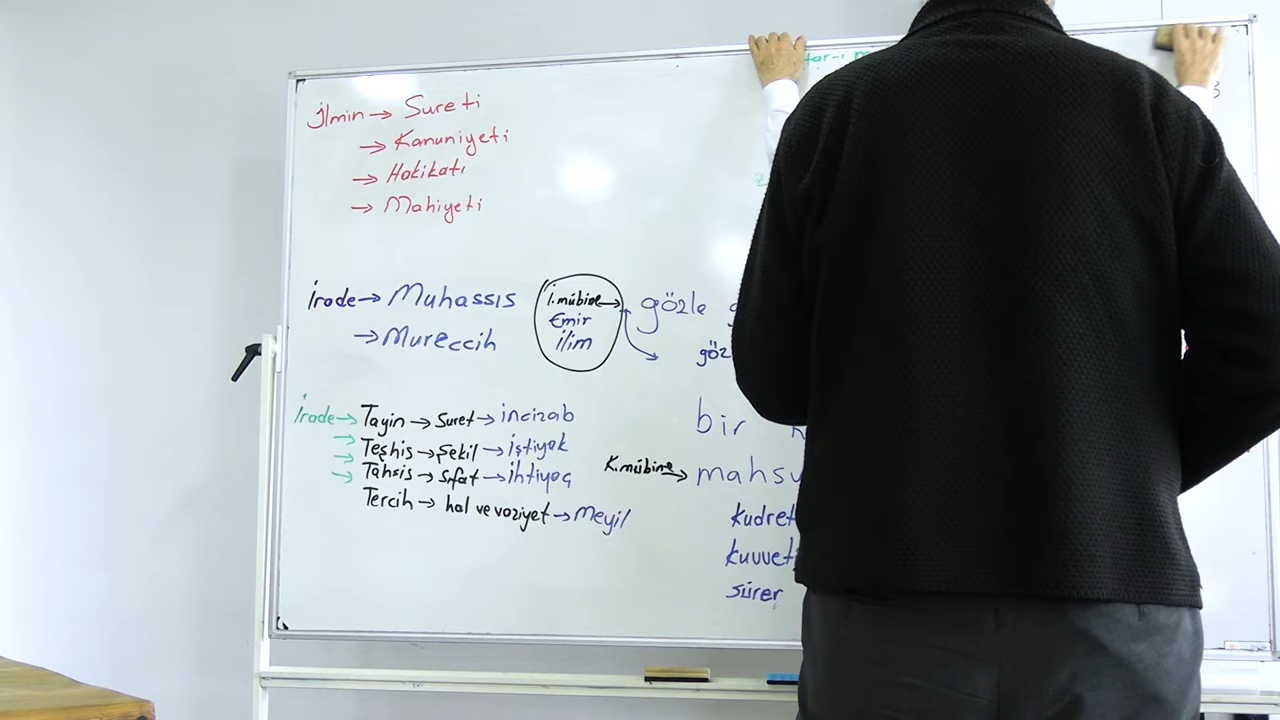 İlmin → Sureti
→ Kanuniyeti
→ Hakikatı
→ Mahiyeti
İrade → Muhassıs
→ Mureccih
İ.mübine →
Emir
ilim
gözle
göz
bir
İrade → Tayin → Suret → incizab
→ Teşhis → Şekil → iştiyak
→ Tahsis → sıfat → ihtiyaç
→ Tercih → hal ve vaziyet → Meyil
K.mübine → mahsu
kudret
kuvvet
sürer